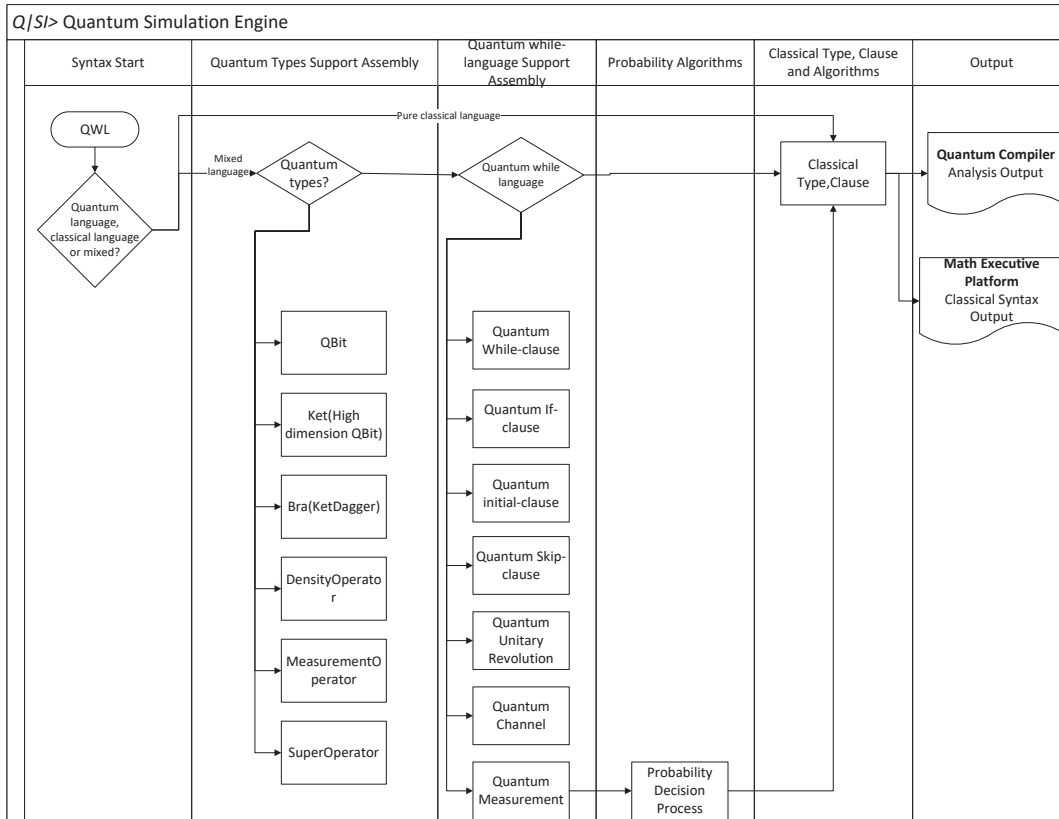 Q|SI> Quantum Simulation Engine
Syntax Start
Quantum Types Support Assembly
Quantum while-
language Support
Assembly
Probability Algorithms
Classical Type, Clause
and Algorithms
Output
QWL
Quantum
language,
classical language
or mixed?
Pure classical language
Mixed
language
Quantum
types?
QBit
Ket(High
dimension QBit)
Bra(KetDagger)
DensityOperato
r
MeasurementO
perator
SuperOperator
Quantum while
language
Quantum
While-clause
Quantum If-
clause
Quantum
initial-clause
Quantum Skip-
clause
Quantum
Unitary
Revolution
Quantum
Channel
Quantum
Measurement
Probability
Decision
Process
Classical
Type,Clause
Quantum Compiler
Analysis Output
Math Executive
Platform
Classical Syntax
Output